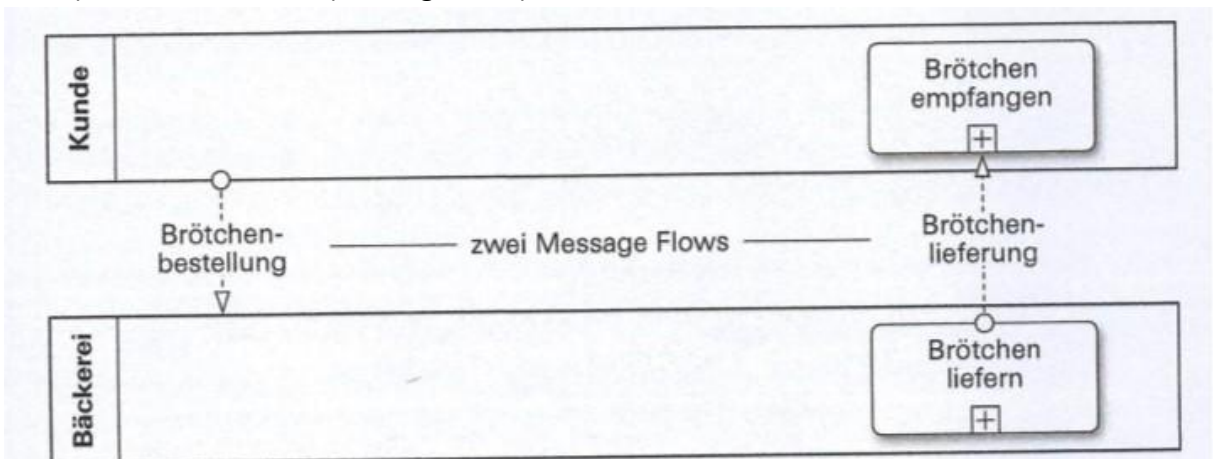 Kunde
Brötchen
empfangen
Brötchen-
bestellung
zwei Message Flows
Brötchen-
lieferung
Bäckerei
Brötchen
liefern